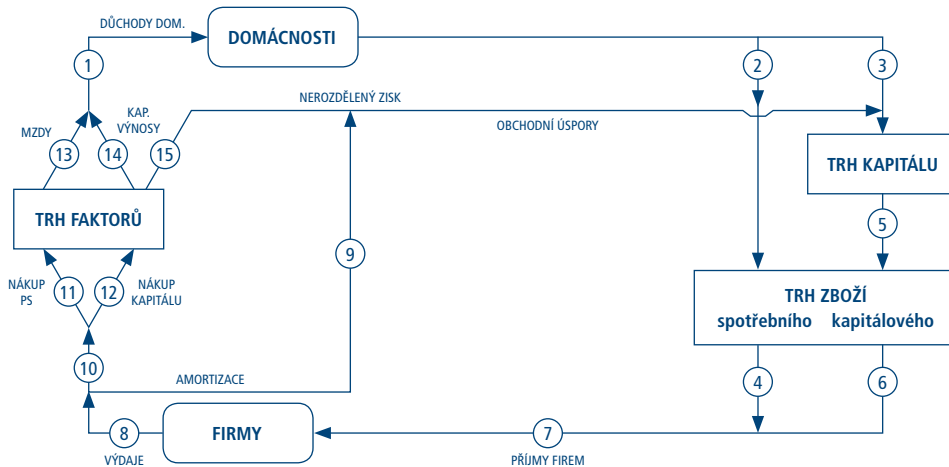 DŮCHODY DOM.
DOMÁCNOSTI
1
2
3
NEROZDĚLENÝ ZISK
KAP.
VÝNOSY
OBCHODNÍ ÚSPORY
MZDY
13
14
15
TRH KAPITÁLU
TRH FAKTORŮ
5
9
NÁKUP
PS
11
12
NÁKUP
KAPITÁLU
TRH ZBOŽÍ
spotřebního kapitálového
10
AMORTIZACE
4
6
8
FIRMY
7
VÝDAJE
PŘÍJMY FIREM